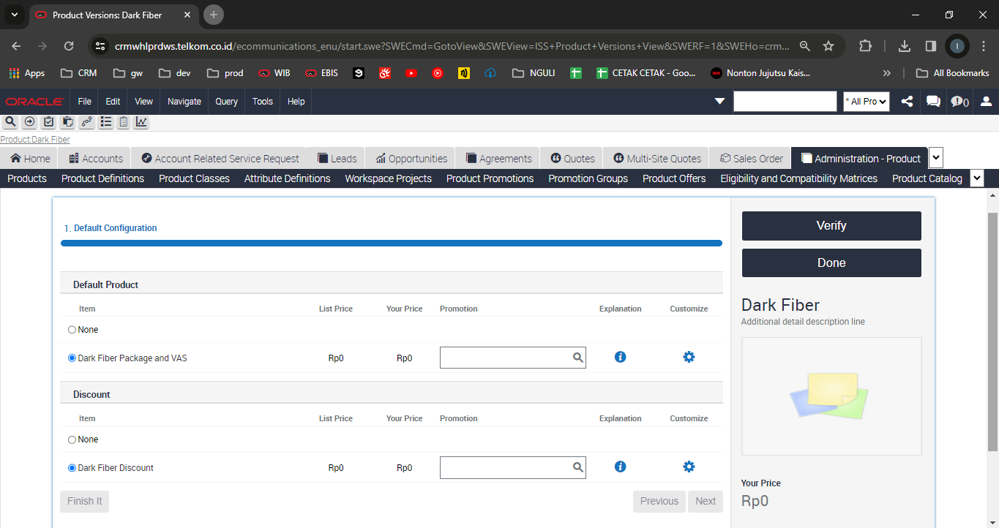 Product Versions: Dark Fiber
crmwhlprdws.telkom.co.id/ecommunications_enu/start.swe?SWECmd=GotoView&SWEView=ISS+Product+Versions+View&SWERF=1&SWEHo=crm...
I
Apps CRM gw dev prod WIB EBIS NGULI CETAK CETAK - Goo... Nonton Jujutsu Kais... All Bookmarks
ORACLE File Edit View Navigate Query Tools Help * All Pro 0
Product:Dark Fiber
Home Accounts Account Related Service Request Leads Opportunities Agreements Quotes Multi-Site Quotes Sales Order Administration - Product
Products Product Definitions Product Classes Attribute Definitions Workspace Projects Product Promotions Promotion Groups Product Offers Eligibility and Compatibility Matrices Product Catalog
1. Default Configuration
Default Product
Item List Price Your Price Promotion Explanation Customize
None
Dark Fiber Package and VAS Rp0 Rp0
Discount
Item List Price Your Price Promotion Explanation Customize
None
Dark Fiber Discount Rp0 Rp0
Finish It Previous Next
Verify
Done
Dark Fiber
Additional detail description line
Your Price
Rp0